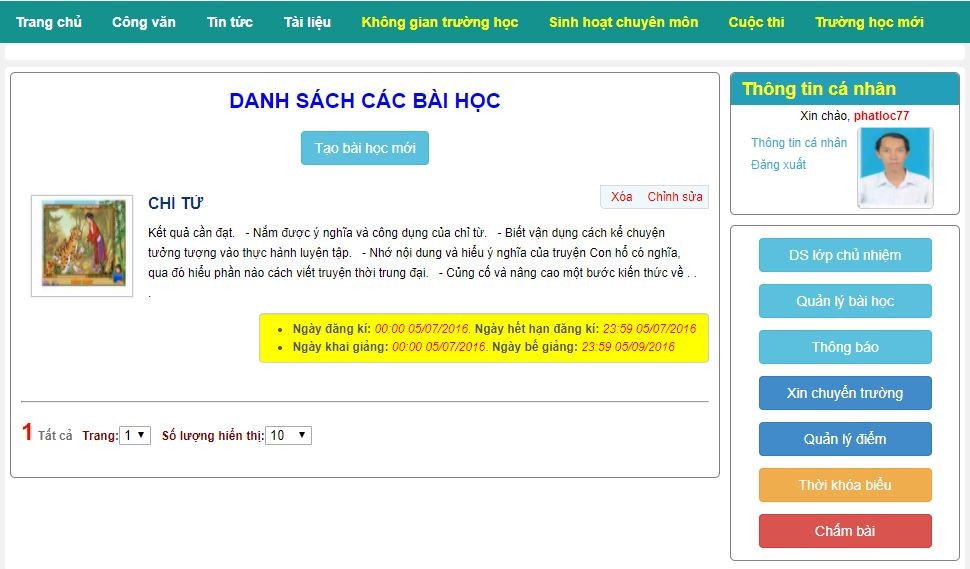 Trang chủ Công văn Tin tức Tài liệu Không gian trường học Sinh hoạt chuyên môn Cuộc thi Trường học mới
DANH SÁCH CÁC BÀI HỌC
Tạo bài học mới
CHỈ TỪ
Xóa Chỉnh sửa
Kết quả cần đạt. - Nắm được ý nghĩa và công dụng của chỉ từ. - Biết vận dụng cách kể chuyện
tưởng tượng vào thực hành luyện tập. - Nhớ nội dung và hiểu ý nghĩa của truyện Con hổ có nghĩa,
qua đó hiểu phần nào cách viết truyện thời trung đại. - Củng cố và nâng cao một bước kiến thức về . .
.
• Ngày đăng kí: 00:00 05/07/2016. Ngày hết hạn đăng kí: 23:59 05/07/2016
• Ngày khai giảng: 00:00 05/07/2016. Ngày bế giảng: 23:59 05/09/2016
1 Tất cả Trang: 1 Số lượng hiển thị: 10
Thông tin cá nhân
Xin chào, phatloc77
Thông tin cá nhân
Đăng xuất
DS lớp chủ nhiệm
Quản lý bài học
Thông báo
Xin chuyển trường
Quản lý điểm
Thời khóa biểu
Chấm bài